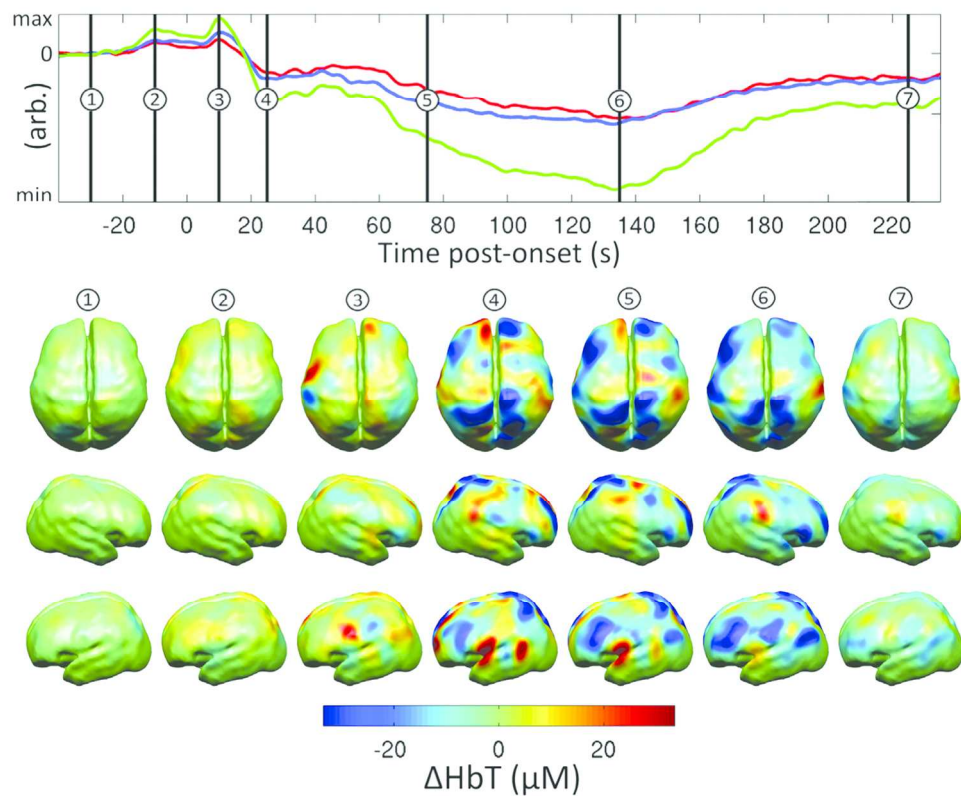 max
0
(arb.)
min
① ② ③ ④ ⑤ ⑥ ⑦
-20 0 20 40 60 80 100 120 140 160 180 200 220
Time post-onset (s)
① ② ③ ④ ⑤ ⑥ ⑦
-20 0 20
ΔHbT (μM)